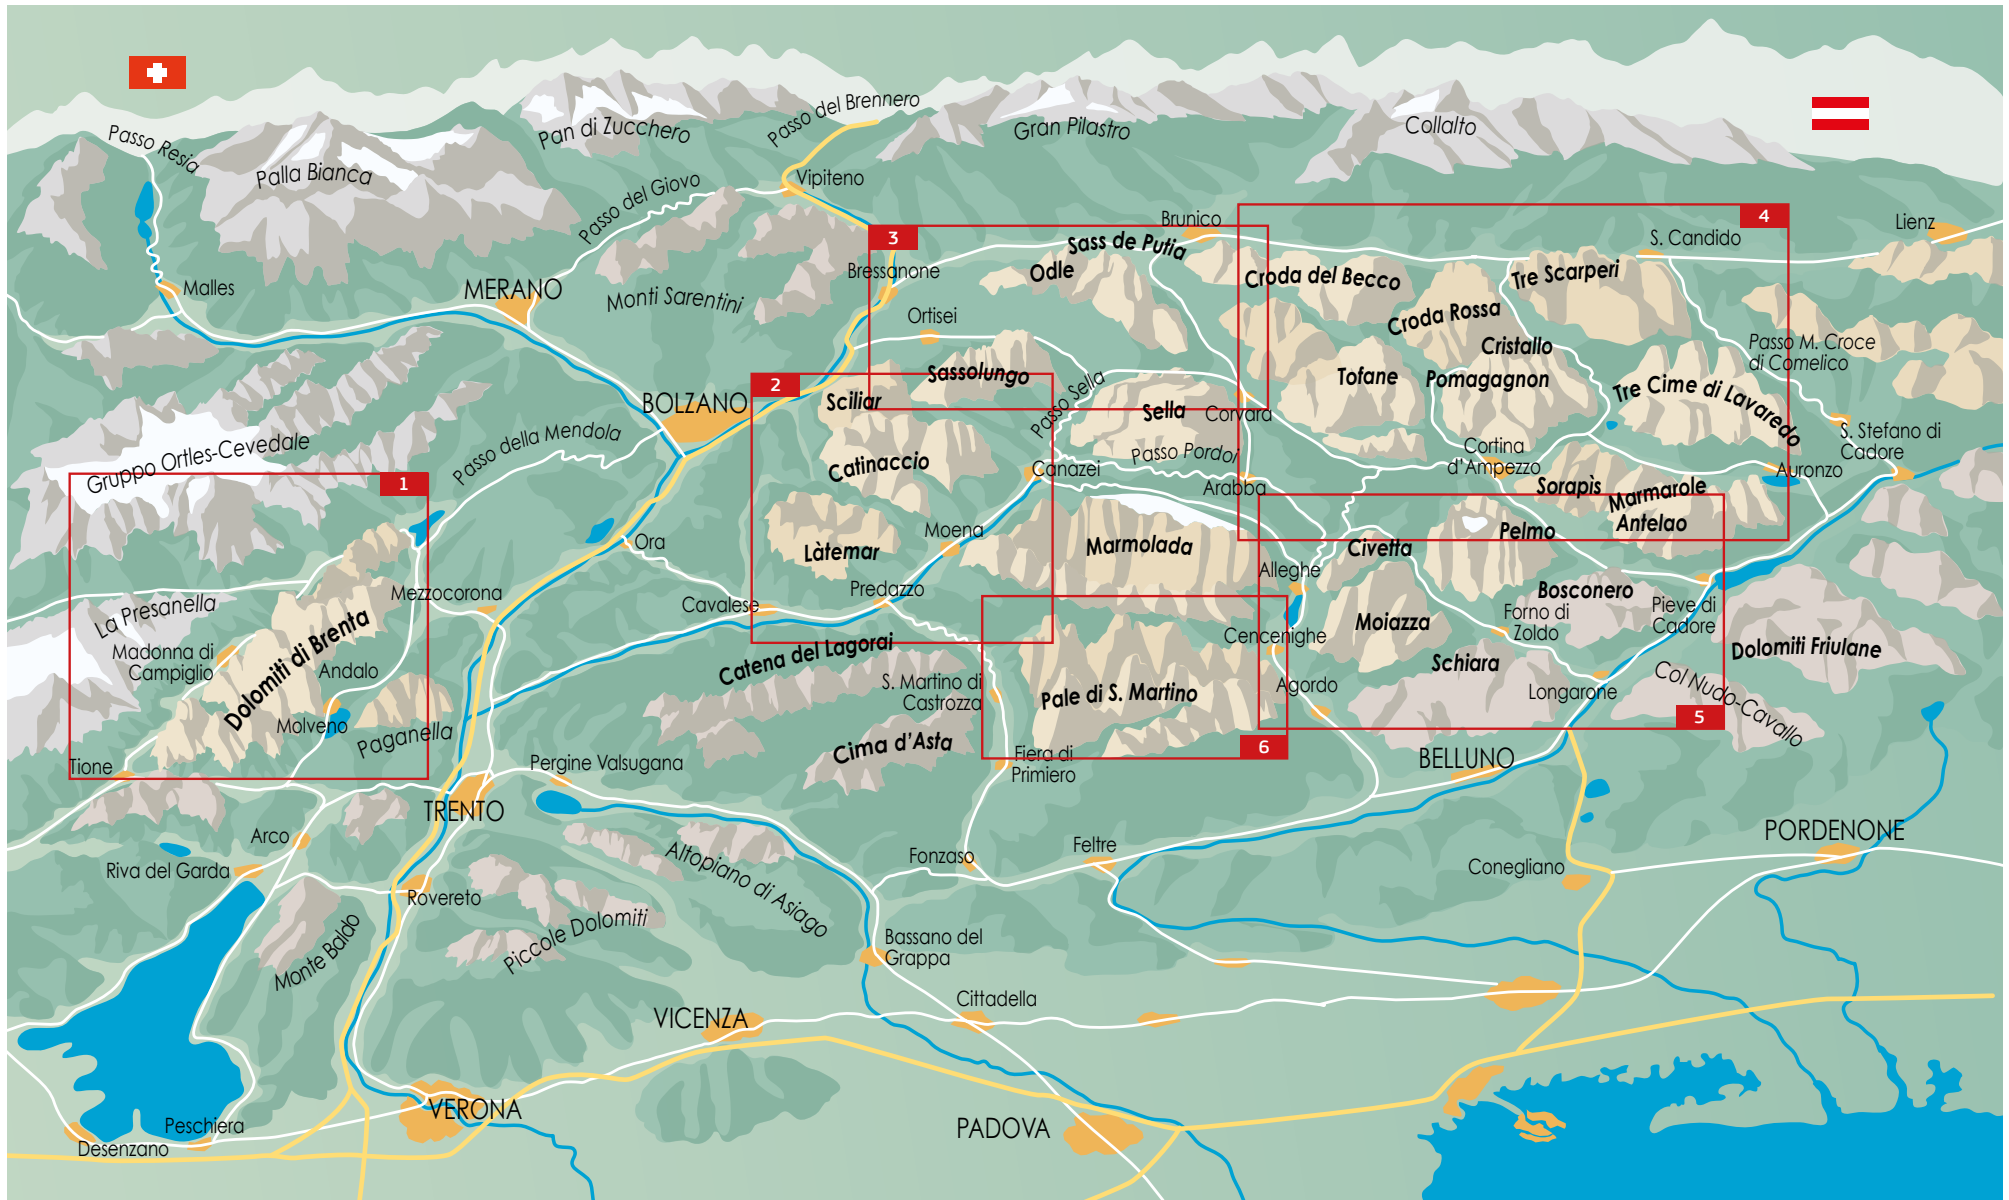 Passo Resia
Palla Bianca
Pan di Zucchero
Passo del Brennero
Gran Pilastro
Collalto
Passo del Giovo
Vipiteno
Brunico
4
Lienz
3
Sass de Putia
S. Candido
Bressanone
Odle
Croda del Becco
Tre Scarperi
Malles
MERANO
Monti Sarentini
Ortisei
Croda Rossa
Cristallo
Passo M. Croce
di Comelico
2
Sassolungo
Tofane
Pomagagnon
Tre Cime di Lavaredo
BOLZANO
Sciliar
Passo Sella
Sella
Corvara
Passo della Mendola
Gruppo Ortles-Cevedale
Catinaccio
Canazei
Passo Pordoi
Arabba
Cortina
d'Ampezzo
S. Stefano di
Cadore
Auronzo
1
Sorapìs
Marmarole
Antelao
Ora
Làtemar
Moena
Marmolada
Civetta
Pelmo
Alleghe
Mezzocorona
La Presanella
Cavalese
Predazzo
Bosconero
Forno di
Zoldo
Pieve di
Cadore
Madonna di
Campiglio
Dolomiti di Brenta
Andalo
Catena del Lagorai
Cencenighe
Moiazza
Schiara
Dolomiti Friulane
S. Martino di
Castrozza
Pale di S. Martino
Agordo
Longarone
Col Nudo-Cavallo
5
Molveno
Paganella
Cima d'Asta
6
Tione
Pergine Valsugana
Fiera di
Primiero
BELLUNO
TRENTO
Arco
Riva del Garda
Altopiano di Asiago
Fonzaso
Feltre
Conegliano
PORDENONE
Rovereto
Monte Baldo
Piccole Dolomiti
Bassano del
Grappa
Cittadella
VICENZA
VERONA
PADOVA
Peschiera
Desenzano